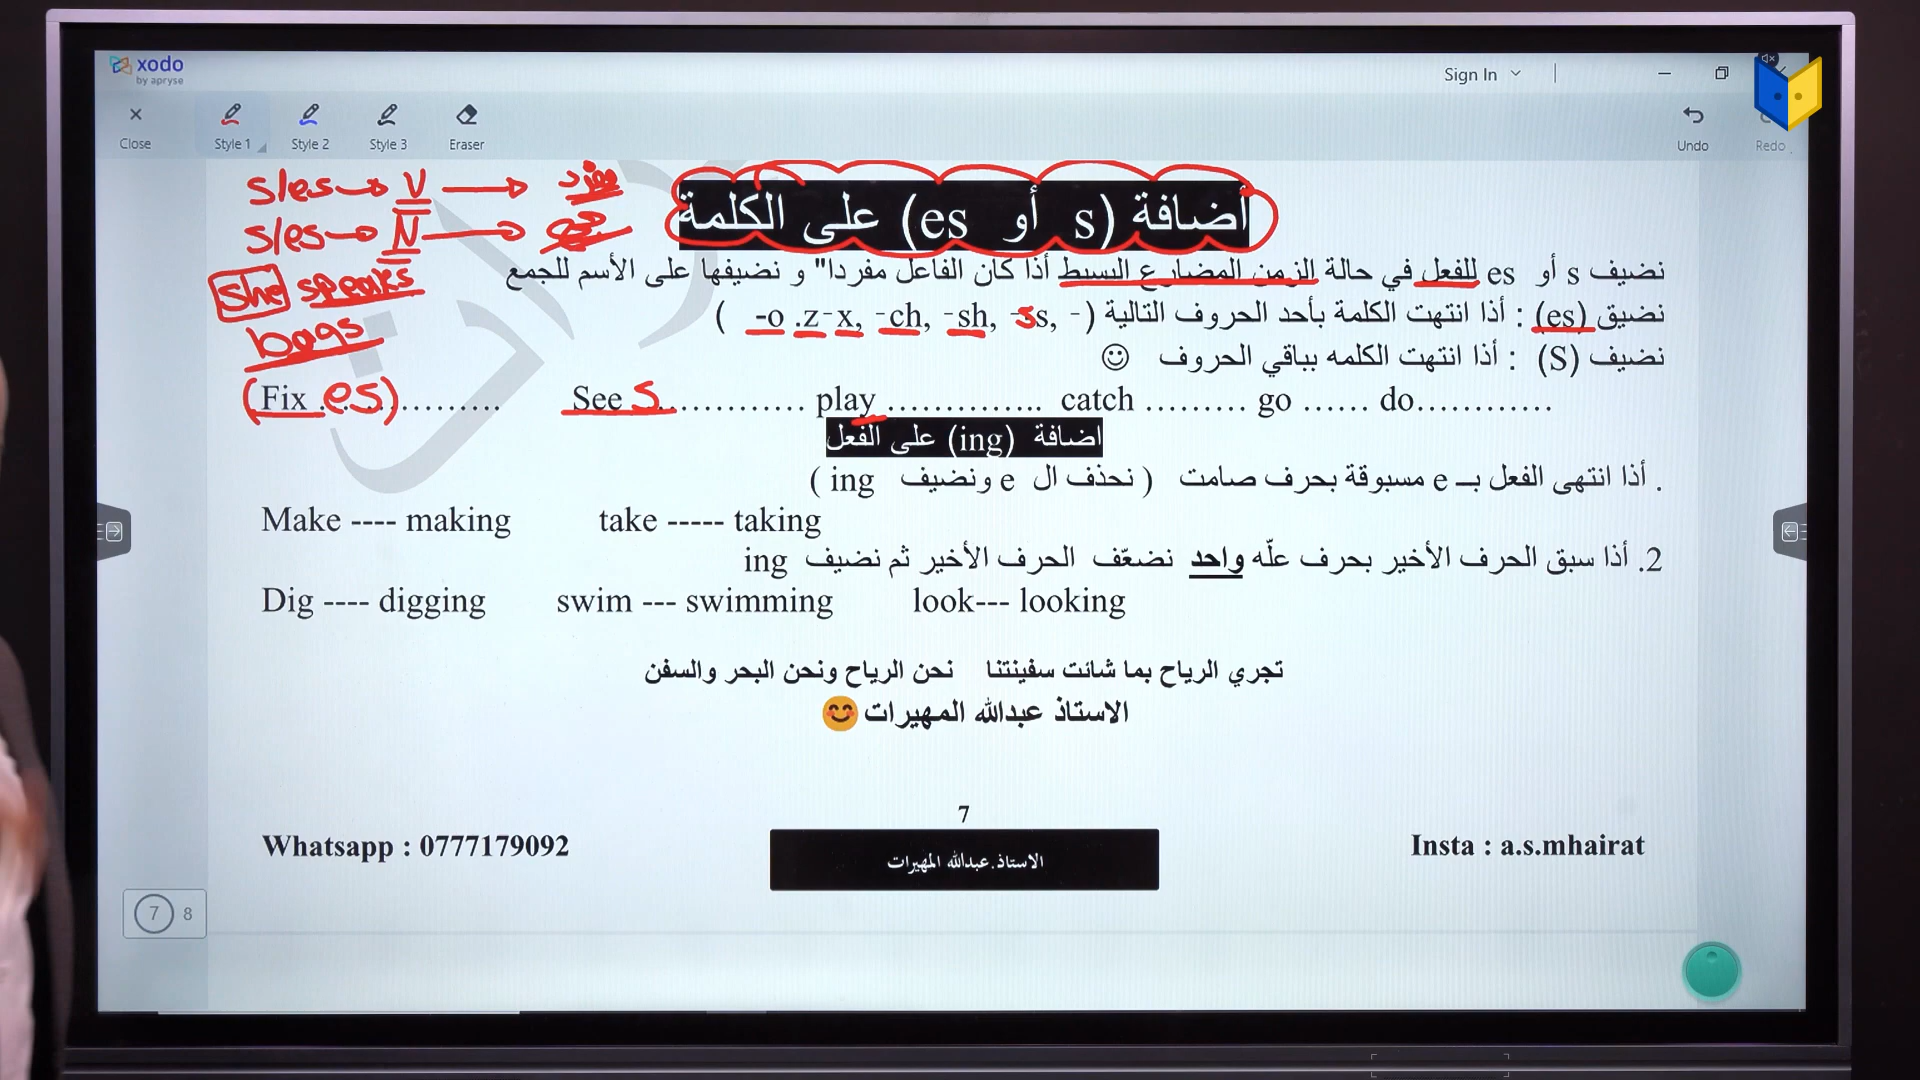 xodo
by apryse
Sign In
Close
Style 1
Style 2
Style 3
Eraser
Undo
Redo
s/es → V → مفرد
s/es → N → جمع
أضافة (s أو es) على الكلمة
She speaks
نضيف s أو es للفعل في حالة الزمن المضارع البسيط أذا كان الفاعل مفردا" و نضيفها على الأسم للجمع
bags
نضيق (es) : أذا انتهت الكلمة بأحد الحروف التالية ( -s, -ss, -sh, -ch, -x -z. -o )
نضيف (S) : أذا انتهت الكلمه بباقي الحروف ☺
(Fix es) ................ See s ............ play .............. catch ......... go ...... do............
اضافة (ing) على الفعل
. أذا انتهى الفعل بـــ e مسبوقة بحرف صامت ( نحذف ال e ونضيف ing )
Make ---- making take ----- taking
2. أذا سبق الحرف الأخير بحرف علّه واحد نضعّف الحرف الأخير ثم نضيف ing
Dig ---- digging swim --- swimming look--- looking
تجري الرياح بما شائت سفينتنا نحن الرياح ونحن البحر والسفن
الاستاذ عبدالله المهيرات 😊
7
Whatsapp : 0777179092
الاستاذ.عبدالله المهيرات
Insta : a.s.mhairat
7 8